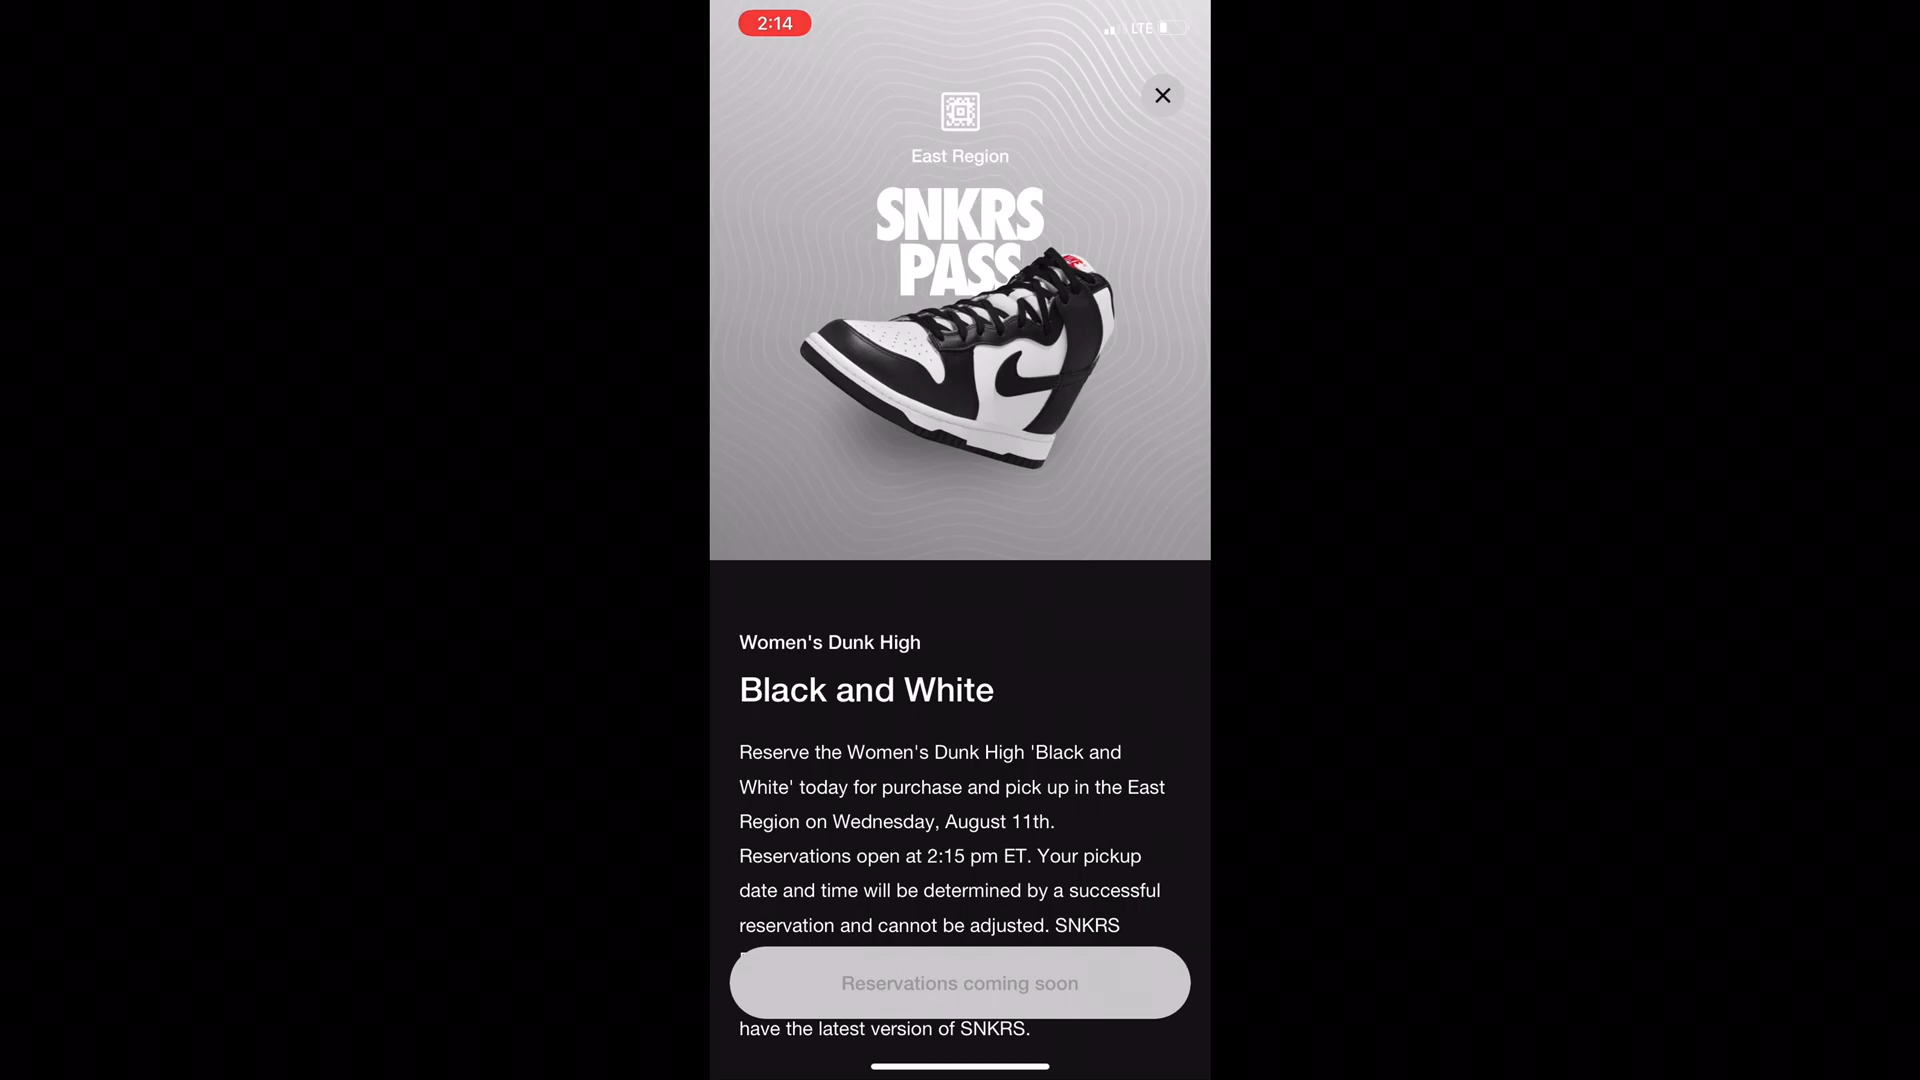 2:14
LTE
East Region
SNKRS
PASS
Women's Dunk High
Black and White
Reserve the Women's Dunk High 'Black and
White' today for purchase and pick up in the East
Region on Wednesday, August 11th.
Reservations open at 2:15 pm ET. Your pickup
date and time will be determined by a successful
reservation and cannot be adjusted. SNKRS
Reservations coming soon
have the latest version of SNKRS.